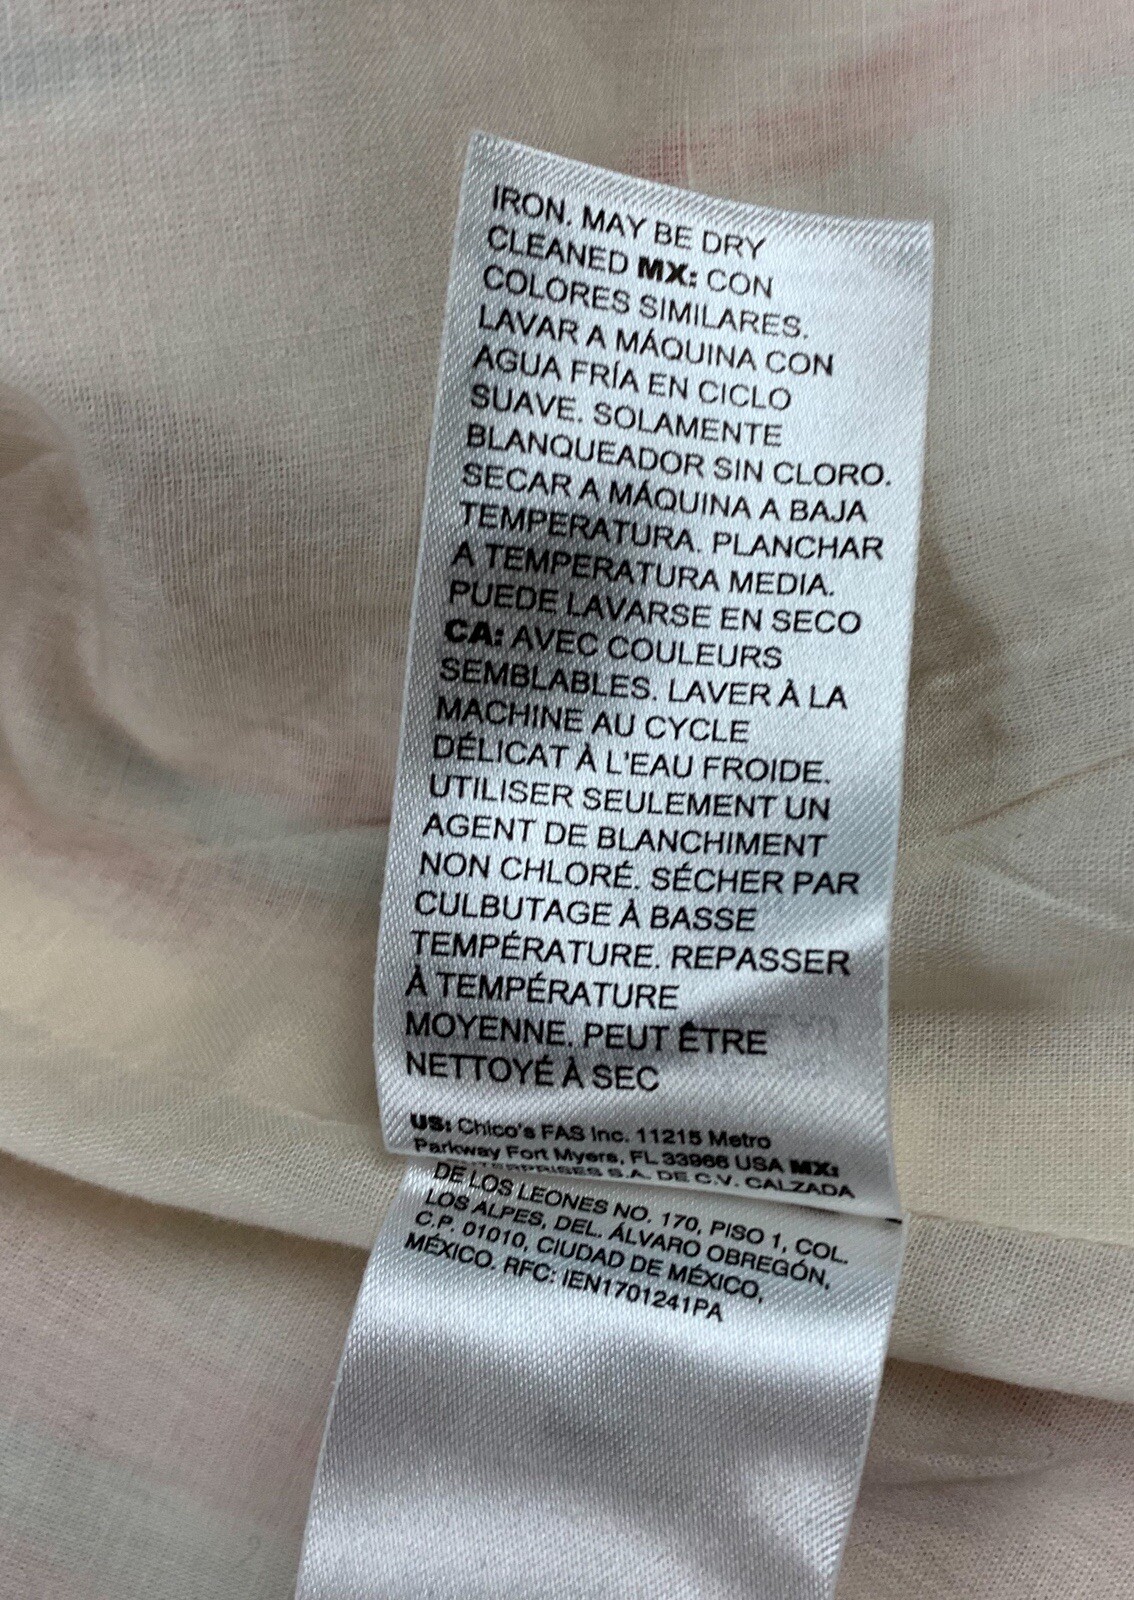 IRON. MAY BE DRY
CLEANED MX: CON
COLORES SIMILARES.
LAVAR A MÁQUINA CON
AGUA FRÍA EN CICLO
SUAVE. SOLAMENTE
BLANQUEADOR SIN CLORO.
SECAR A MÁQUINA A BAJA
TEMPERATURA. PLANCHAR
A TEMPERATURA MEDIA.
PUEDE LAVARSE EN SECO
CA: AVEC COULEURS
SEMBLABLES. LAVER À LA
MACHINE AU CYCLE
DÉLICAT À L'EAU FROIDE.
UTILISER SEULEMENT UN
AGENT DE BLANCHIMENT
NON CHLORÉ. SÉCHER PAR
CULBUTAGE À BASSE
TEMPÉRATURE. REPASSER
À TEMPÉRATURE
MOYENNE. PEUT ÊTRE
NETTOYÉ À SEC
US: Chico's FAS Inc. 11215 Metro
Parkway Fort Myers, FL 33966 USA MX:
S.A. DE C.V. CALZADA
DE LOS LEONES NO. 170, PISO 1, COL.
LOS ALPES, DEL. ÁLVARO OBREGÓN,
C.P. 01010, CIUDAD DE MÉXICO,
MÉXICO. RFC: IEN1701241PA